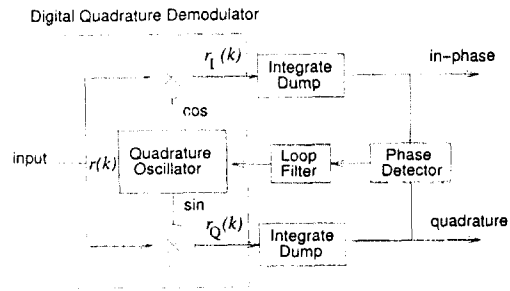 Digital Quadrature Demodulator
r_I(k)
Integrate
Dump
in-phase
cos
input
r(k)
Quadrature
Oscillator
Loop
Filter
Phase
Detector
sin
r_Q(k)
Integrate
Dump
quadrature